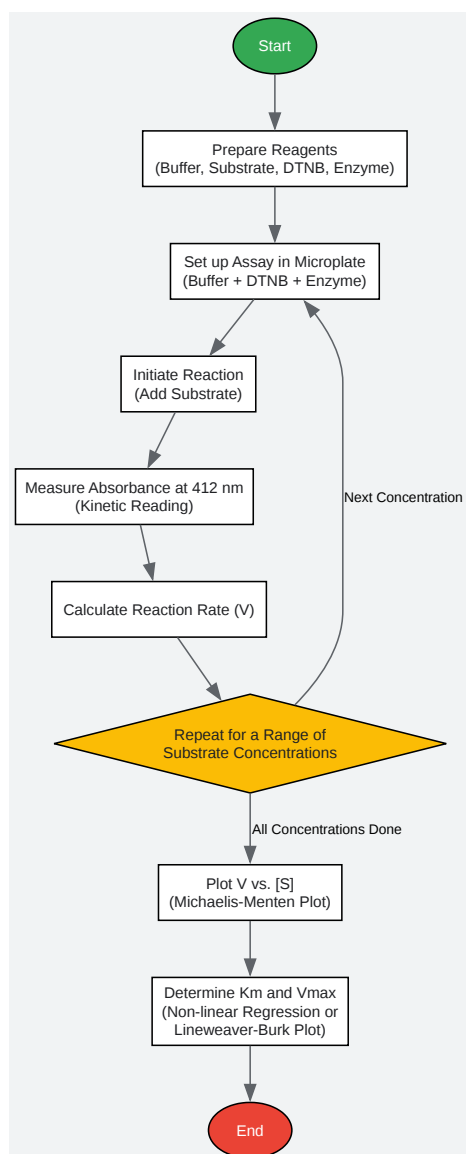 Start
Prepare Reagents
(Buffer, Substrate, DTNB, Enzyme)
Set up Assay in Microplate
(Buffer + DTNB + Enzyme)
Initiate Reaction
(Add Substrate)
Measure Absorbance at 412 nm
(Kinetic Reading)
Next Concentration
Calculate Reaction Rate (V)
Repeat for a Range of
Substrate Concentrations
All Concentrations Done
Plot V vs. [S]
(Michaelis-Menten Plot)
Determine Km and Vmax
(Non-linear Regression or
Lineweaver-Burk Plot)
End